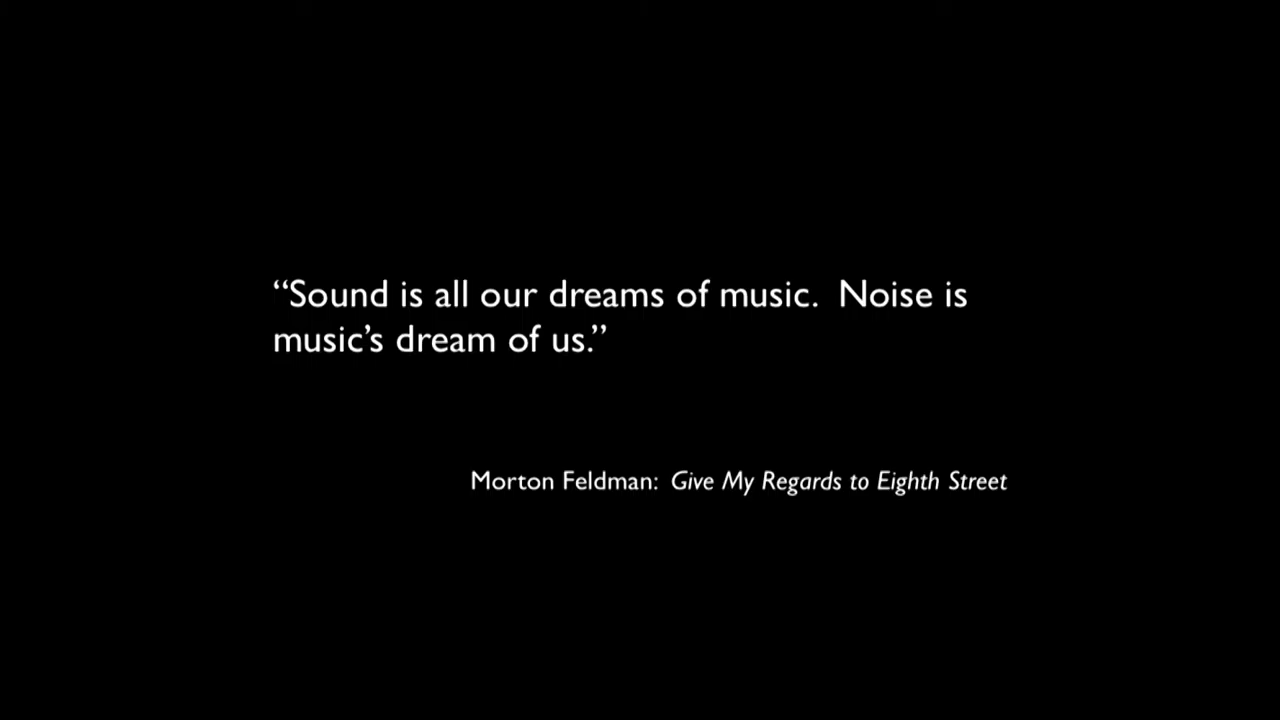 “Sound is all our dreams of music.  Noise is
music’s dream of us.”
Morton Feldman:  Give My Regards to Eighth Street